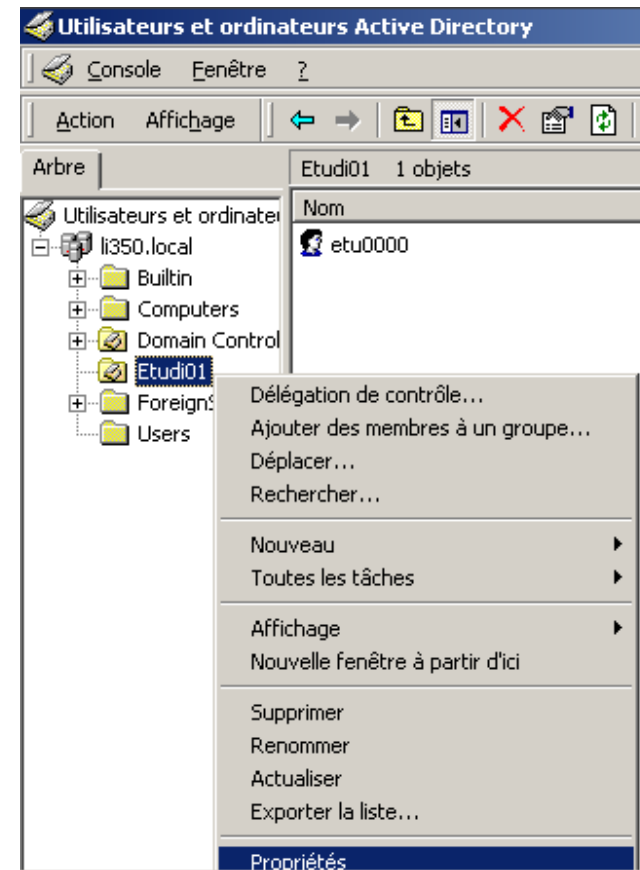 Utilisateurs et ordinateurs Active Directory
Console Fenêtre ?
Action Affichage
Arbre
Etudi01 1 objets
Utilisateurs et ordinateu
Nom
li350.local
etu0000
Builtin
Computers
Domain Control
Etudi01
ForeignS
Users
Délégation de contrôle...
Ajouter des membres à un groupe...
Déplacer...
Rechercher...
Nouveau
Toutes les tâches
Affichage
Nouvelle fenêtre à partir d'ici
Supprimer
Renommer
Actualiser
Exporter la liste...
Propriétés